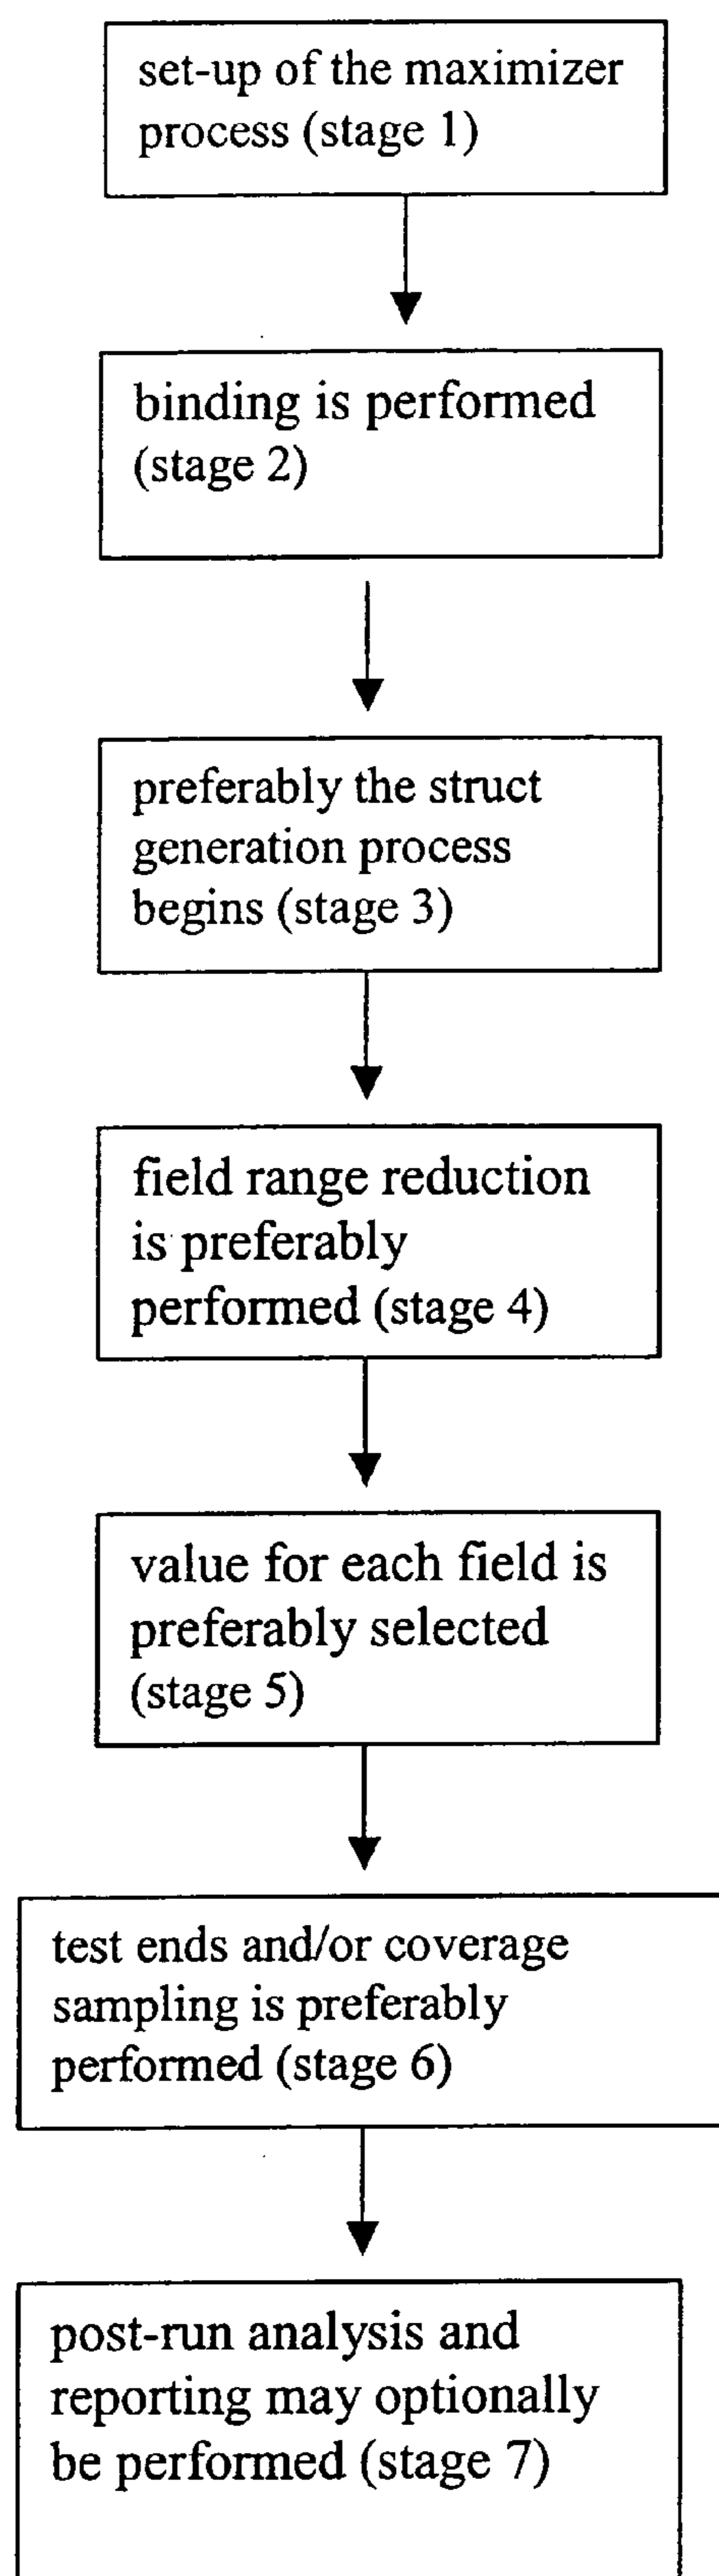 set-up of the maximizer
process (stage 1)
binding is performed
(stage 2)
preferably the struct
generation process
begins (stage 3)
field range reduction
is preferably
performed (stage 4)
value for each field is
preferably selected
(stage 5)
test ends and/or coverage
sampling is preferably
performed (stage 6)
post-run analysis and
reporting may optionally
be performed (stage 7)